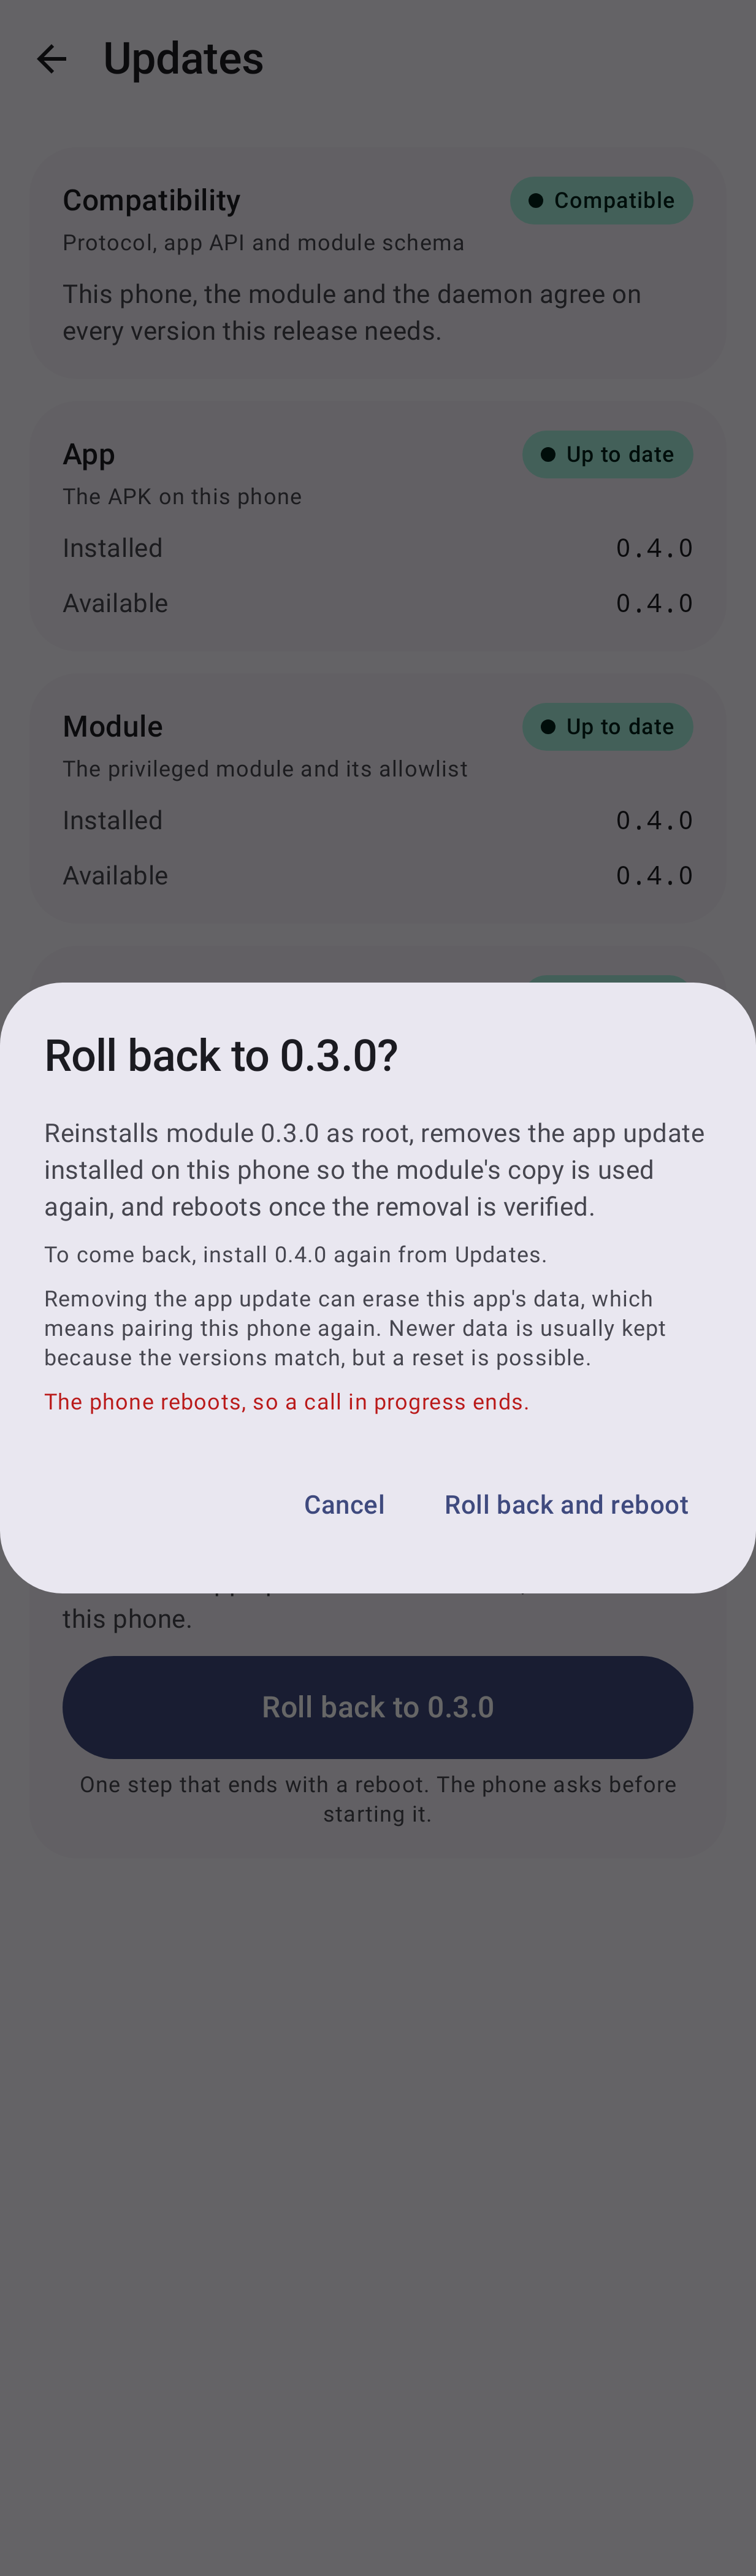 Updates
Compatibility
Compatible
Protocol, app API and module schema
This phone, the module and the daemon agree on
every version this release needs.
App
Up to date
The APK on this phone
Installed
0.4.0
Available
0.4.0
Module
Up to date
The privileged module and its allowlist
Installed
0.4.0
Available
0.4.0
Roll back to 0.3.0?
Reinstalls module 0.3.0 as root, removes the app update
installed on this phone so the module's copy is used
again, and reboots once the removal is verified.
To come back, install 0.4.0 again from Updates.
Removing the app update can erase this app's data, which
means pairing this phone again. Newer data is usually kept
because the versions match, but a reset is possible.
The phone reboots, so a call in progress ends.
Cancel
Roll back and reboot
this phone.
Roll back to 0.3.0
One step that ends with a reboot. The phone asks before
starting it.